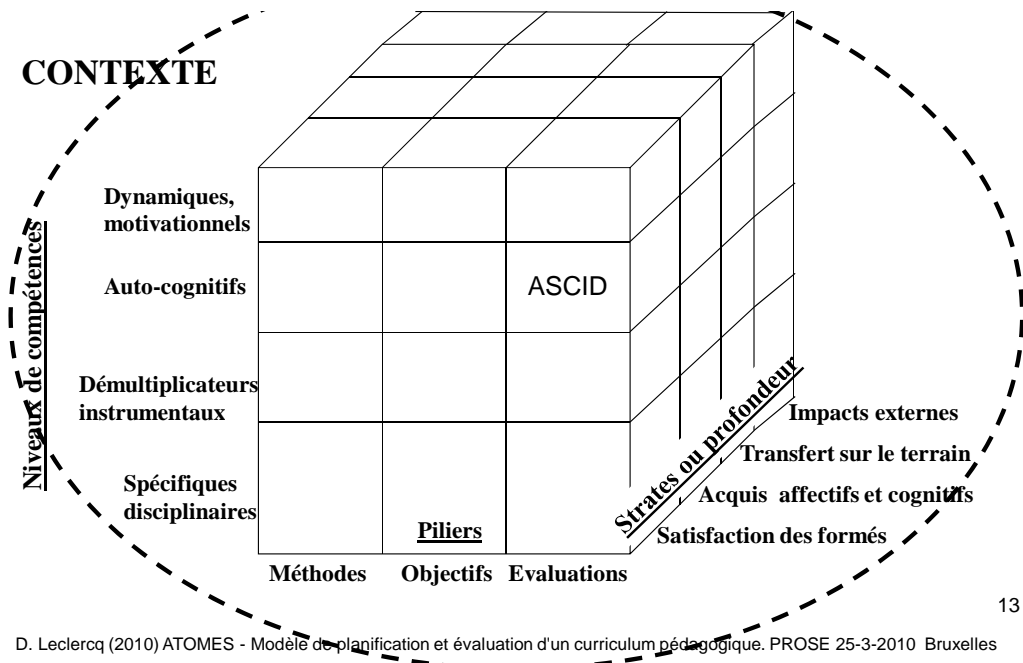 CONTEXTE
Niveaux de compétences
Dynamiques,
motivationnels
Auto-cognitifs
ASCID
Démultiplicateurs
instrumentaux
Spécifiques
disciplinaires
Piliers
Méthodes Objectifs Evaluations
Strates ou profondeur
Impacts externes
Transfert sur le terrain
Acquis affectifs et cognitifs
Satisfaction des formés
13
D. Leclercq (2010) ATOMES - Modèle de planification et évaluation d'un curriculum pédagogique. PROSE 25-3-2010 Bruxelles